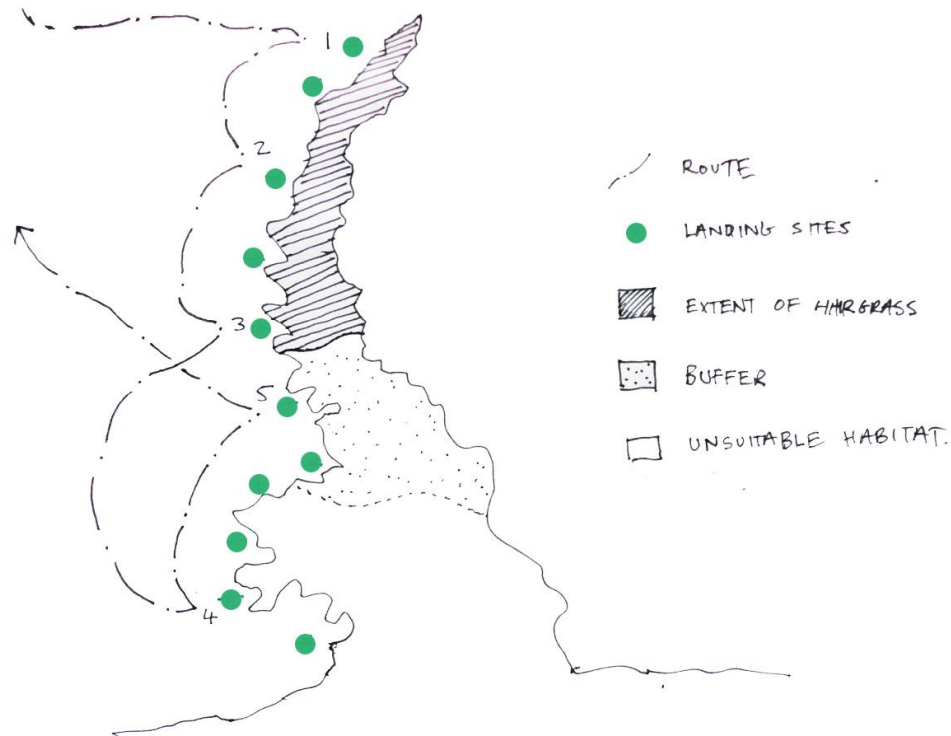 1
2
3
5
4
ROUTE
LANDING SITES
EXTENT OF HAIRGRASS
BUFFER
UNSUITABLE HABITAT.